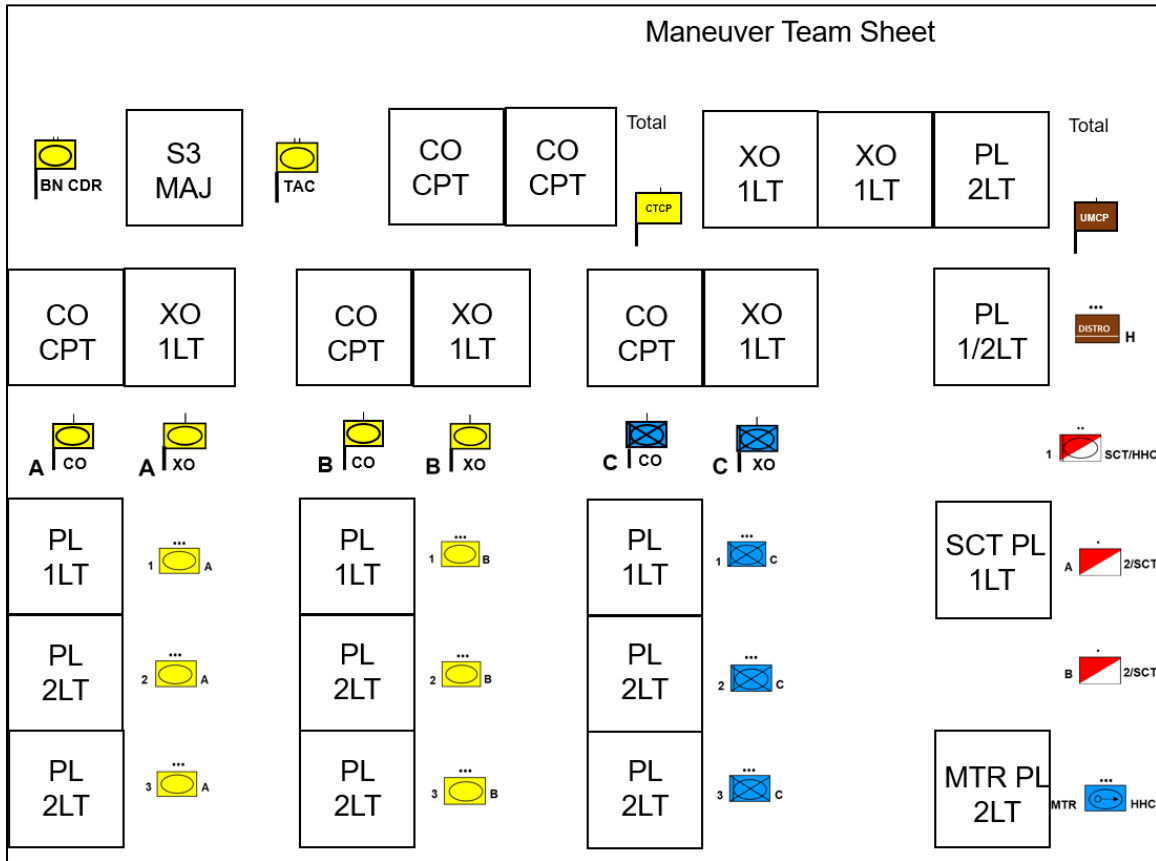 Maneuver Team Sheet
BN CDR
S3
MAJ
TAC
CO
CPT
CO
CPT
Total
CTCP
XO
1LT
XO
1LT
PL
2LT
Total
UMCP
CO
CPT
XO
1LT
CO
CPT
XO
1LT
CO
CPT
XO
1LT
PL
1/2LT
DISTRO
H
A CO
A XO
B CO
B XO
C CO
C XO
1 SCT/HHC
PL
1LT
1 A
PL
1LT
1 B
PL
1LT
1 C
SCT PL
1LT
A 2/SCT
PL
2LT
2 A
PL
2LT
2 B
PL
2LT
2 C
B 2/SCT
PL
2LT
3 A
PL
2LT
3 B
PL
2LT
3 C
MTR PL
2LT
MTR HHC